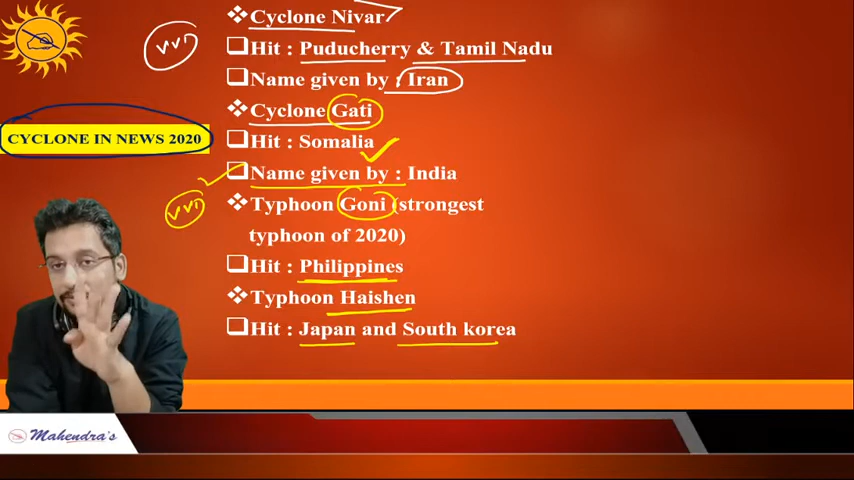 Cyclone Nivar
VVI
Hit : Puducherry & Tamil Nadu
Name given by : Iran
Cyclone Gati
CYCLONE IN NEWS 2020
Hit : Somalia
Name given by : India
VVI
Typhoon Goni (strongest
typhoon of 2020)
Hit : Philippines
Typhoon Haishen
Hit : Japan and South korea
Mahendra's